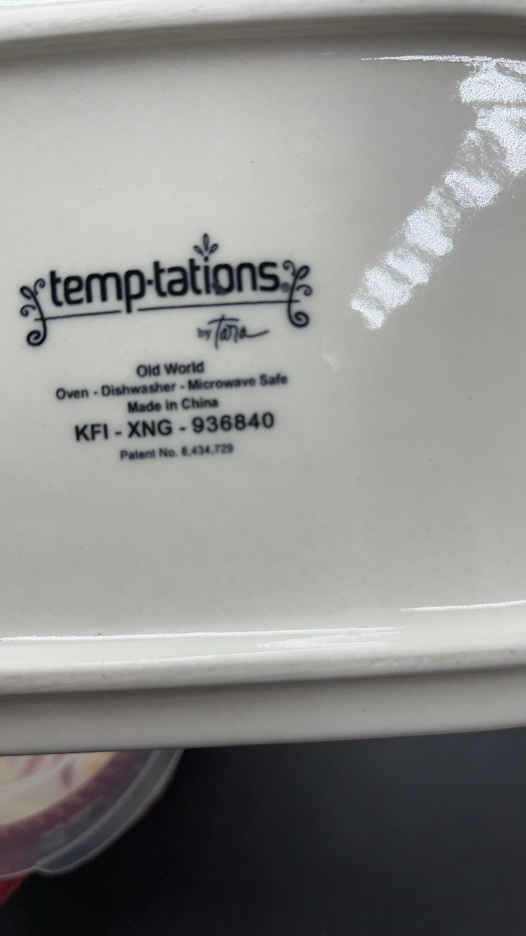 temp·tations®
by Tara
Old World
Oven - Dishwasher - Microwave Safe
Made in China
KFI - XNG - 936840
Patent No. 8,434,729